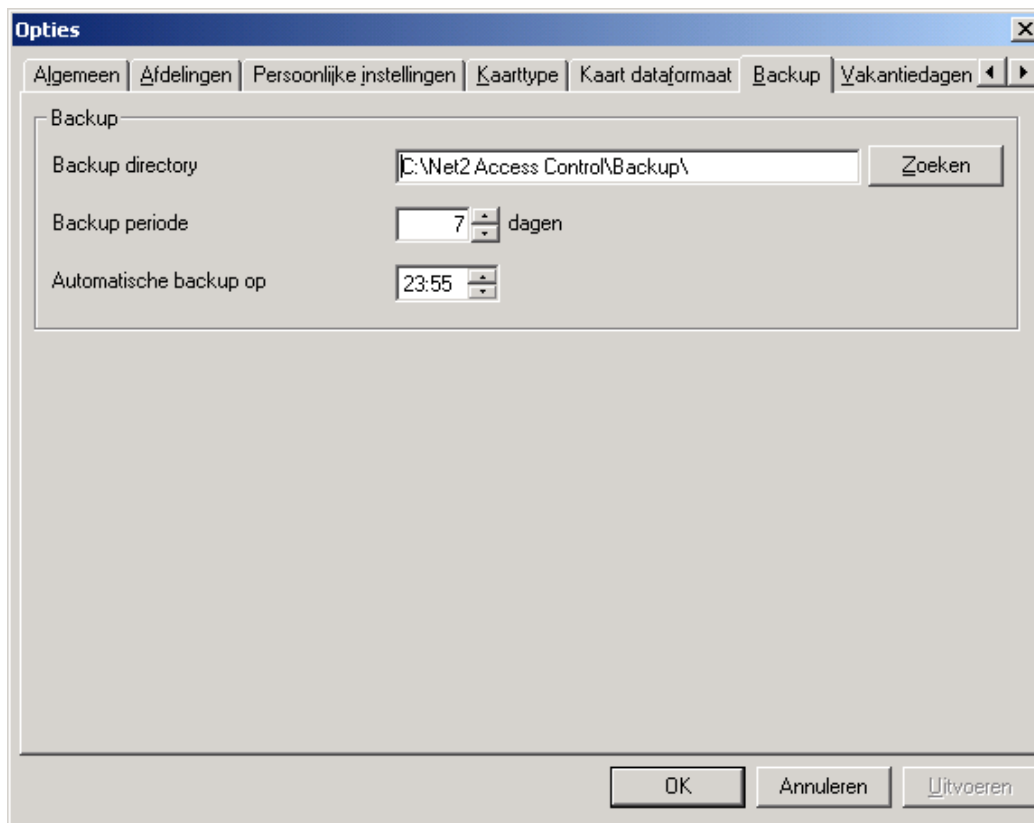 Opties
Algemeen Afdelingen Persoonlijke instellingen Kaarttype Kaart dataformaat Backup Vakantiedagen
Backup
Backup directory C:\Net2 Access Control\Backup\ Zoeken
Backup periode 7 dagen
Automatische backup op 23:55
OK Annuleren Uitvoeren